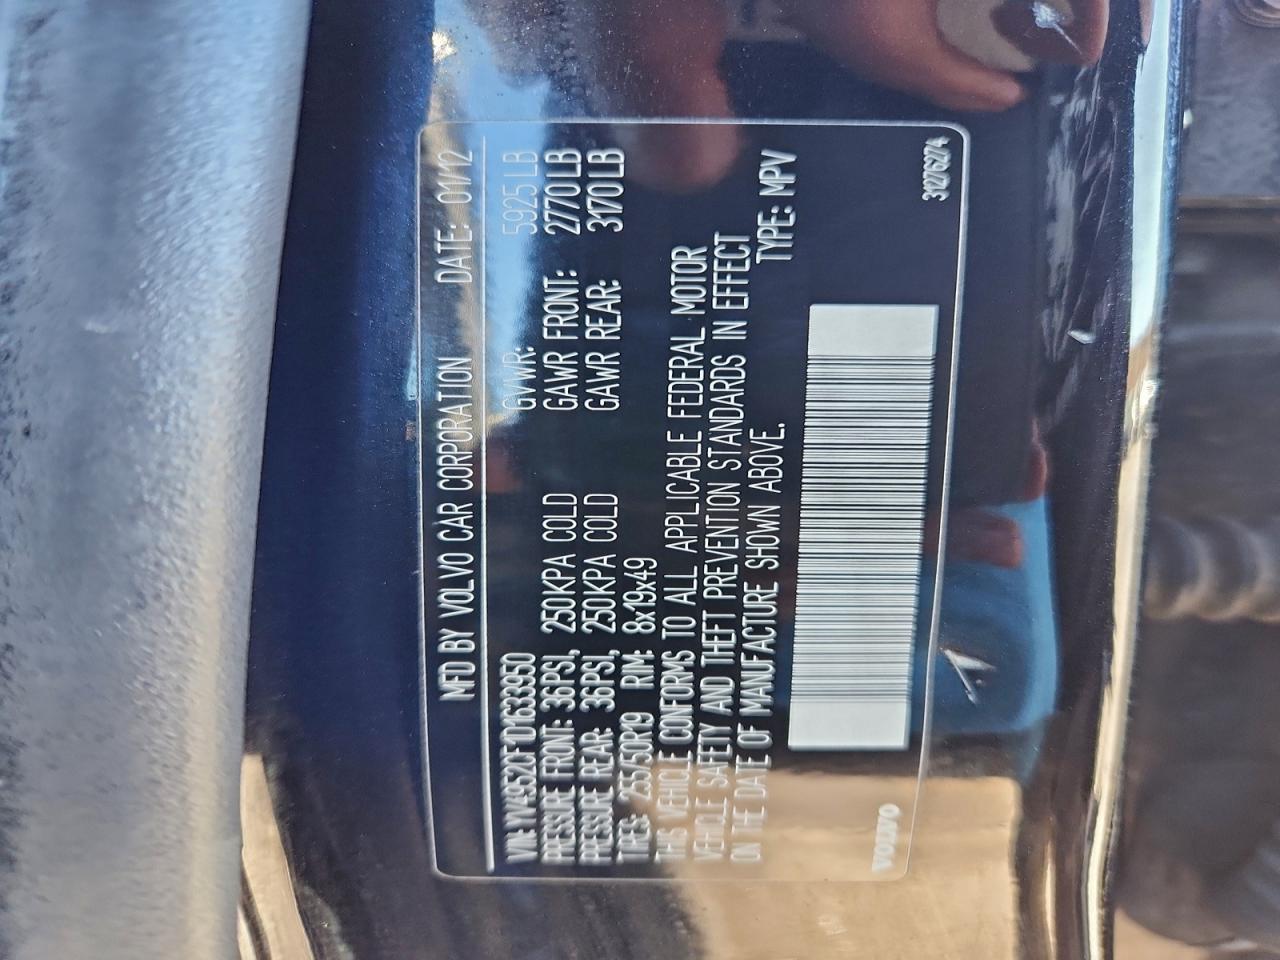 MFD BY VOLVO CAR CORPORATION DATE: 01/12
VIN: YV4952CF1D1633950 GVWR: 5925 LB
PRESSURE FRONT: 36PSI, 250KPA COLD GAWR FRONT: 2770 LB
PRESSURE REAR: 36PSI, 250KPA COLD GAWR REAR: 3170 LB
TIRES: 255/50R19 RIM: 8x19x49
THIS VEHICLE CONFORMS TO ALL APPLICABLE FEDERAL MOTOR
VEHICLE SAFETY AND THEFT PREVENTION STANDARDS IN EFFECT
ON THE DATE OF MANUFACTURE SHOWN ABOVE. TYPE: MPV
VOLVO 31276274